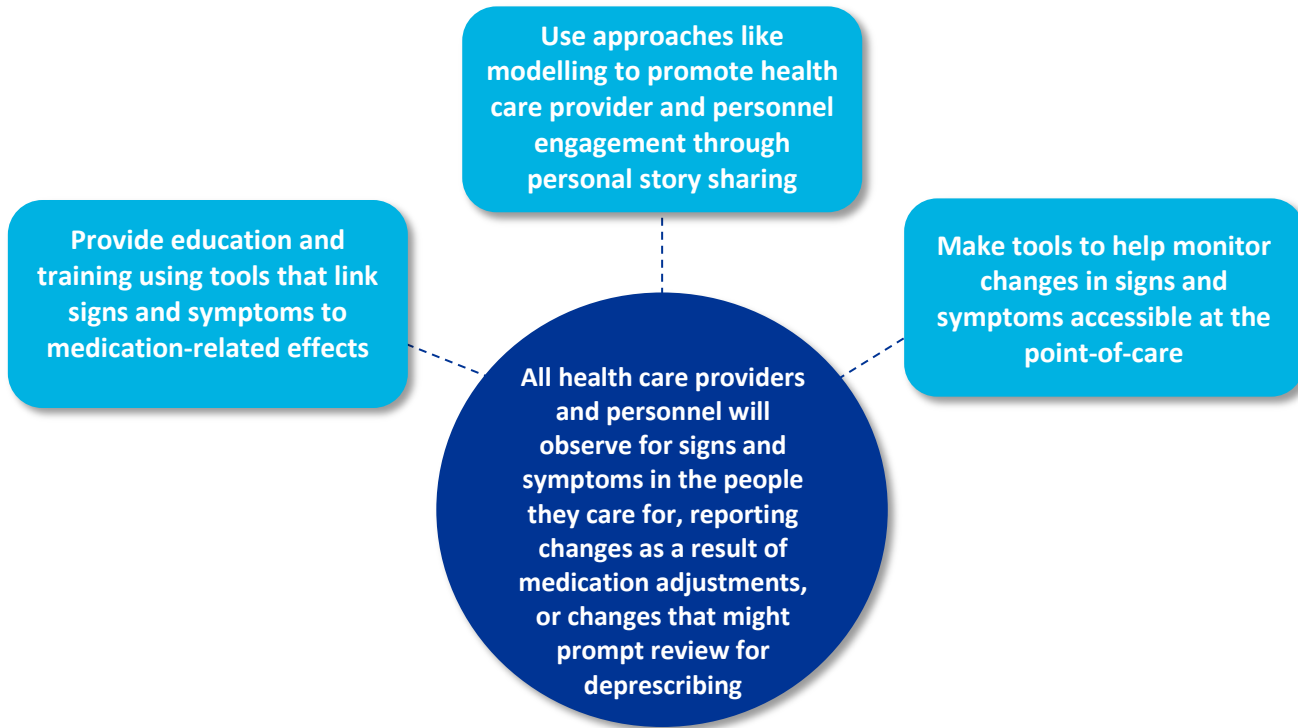 Use approaches like
modelling to promote health
care provider and personnel
engagement through
personal story sharing
Provide education and
training using tools that link
signs and symptoms to
medication-related effects
Make tools to help monitor
changes in signs and
symptoms accessible at the
point-of-care
All health care providers
and personnel will
observe for signs and
symptoms in the people
they care for, reporting
changes as a result of
medication adjustments,
or changes that might
prompt review for
deprescribing